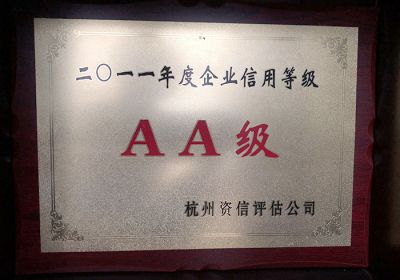 二〇一一年度企业信用等级
AA级
杭州资信评估公司